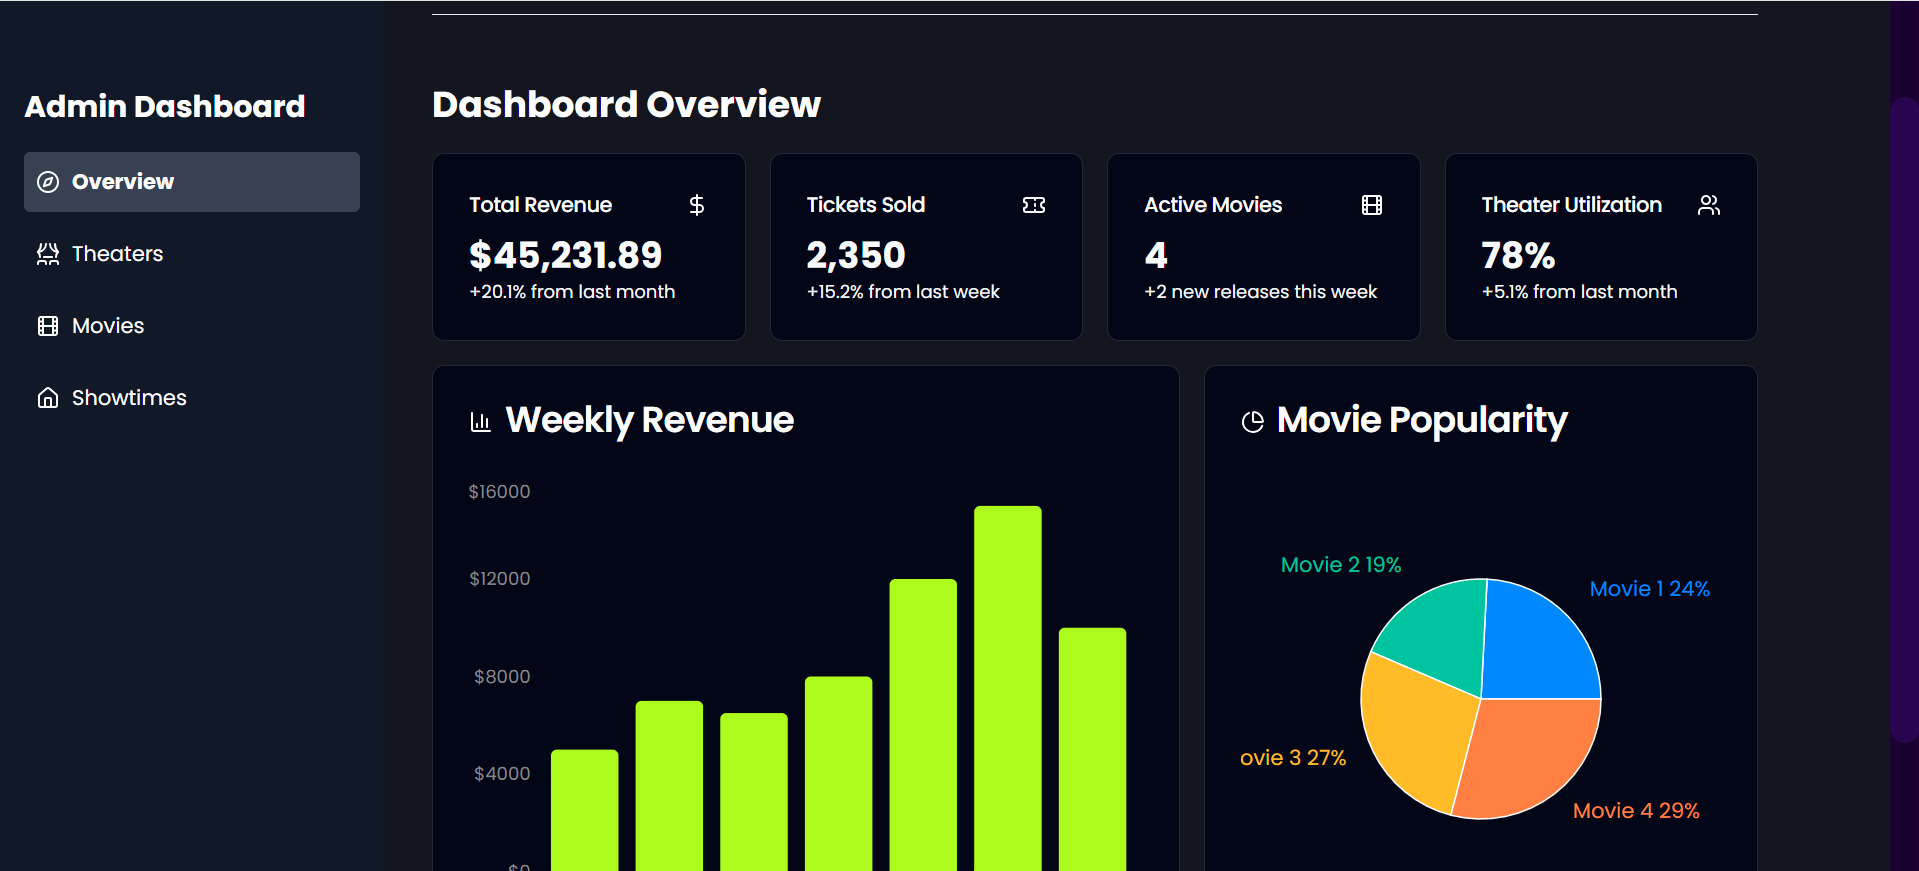 Admin Dashboard
Overview
Theaters
Movies
Showtimes
Dashboard Overview
Total Revenue
$45,231.89
+20.1% from last month
Tickets Sold
2,350
+15.2% from last week
Active Movies
4
+2 new releases this week
Theater Utilization
78%
+5.1% from last month
Weekly Revenue
$16000
$12000
$8000
$4000
$0
Movie Popularity
Movie 2 19%
Movie 1 24%
ovie 3 27%
Movie 4 29%